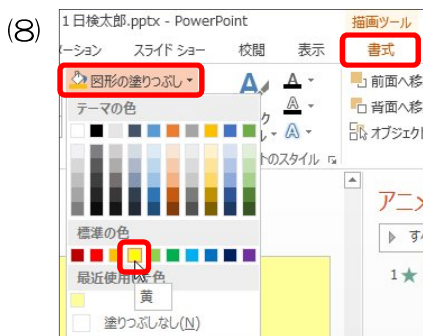 (8)
1日検太郎.pptx - PowerPoint
描画ツール
ーション スライド ショー 校閲 表示 書式
図形の塗りつぶし
前面へ移
背面へ移
オブジェクト
トのスタイル
テーマの色
標準の色
最近使用 色
黄
塗りつぶしなし(N)
アニメ
すべ
1★